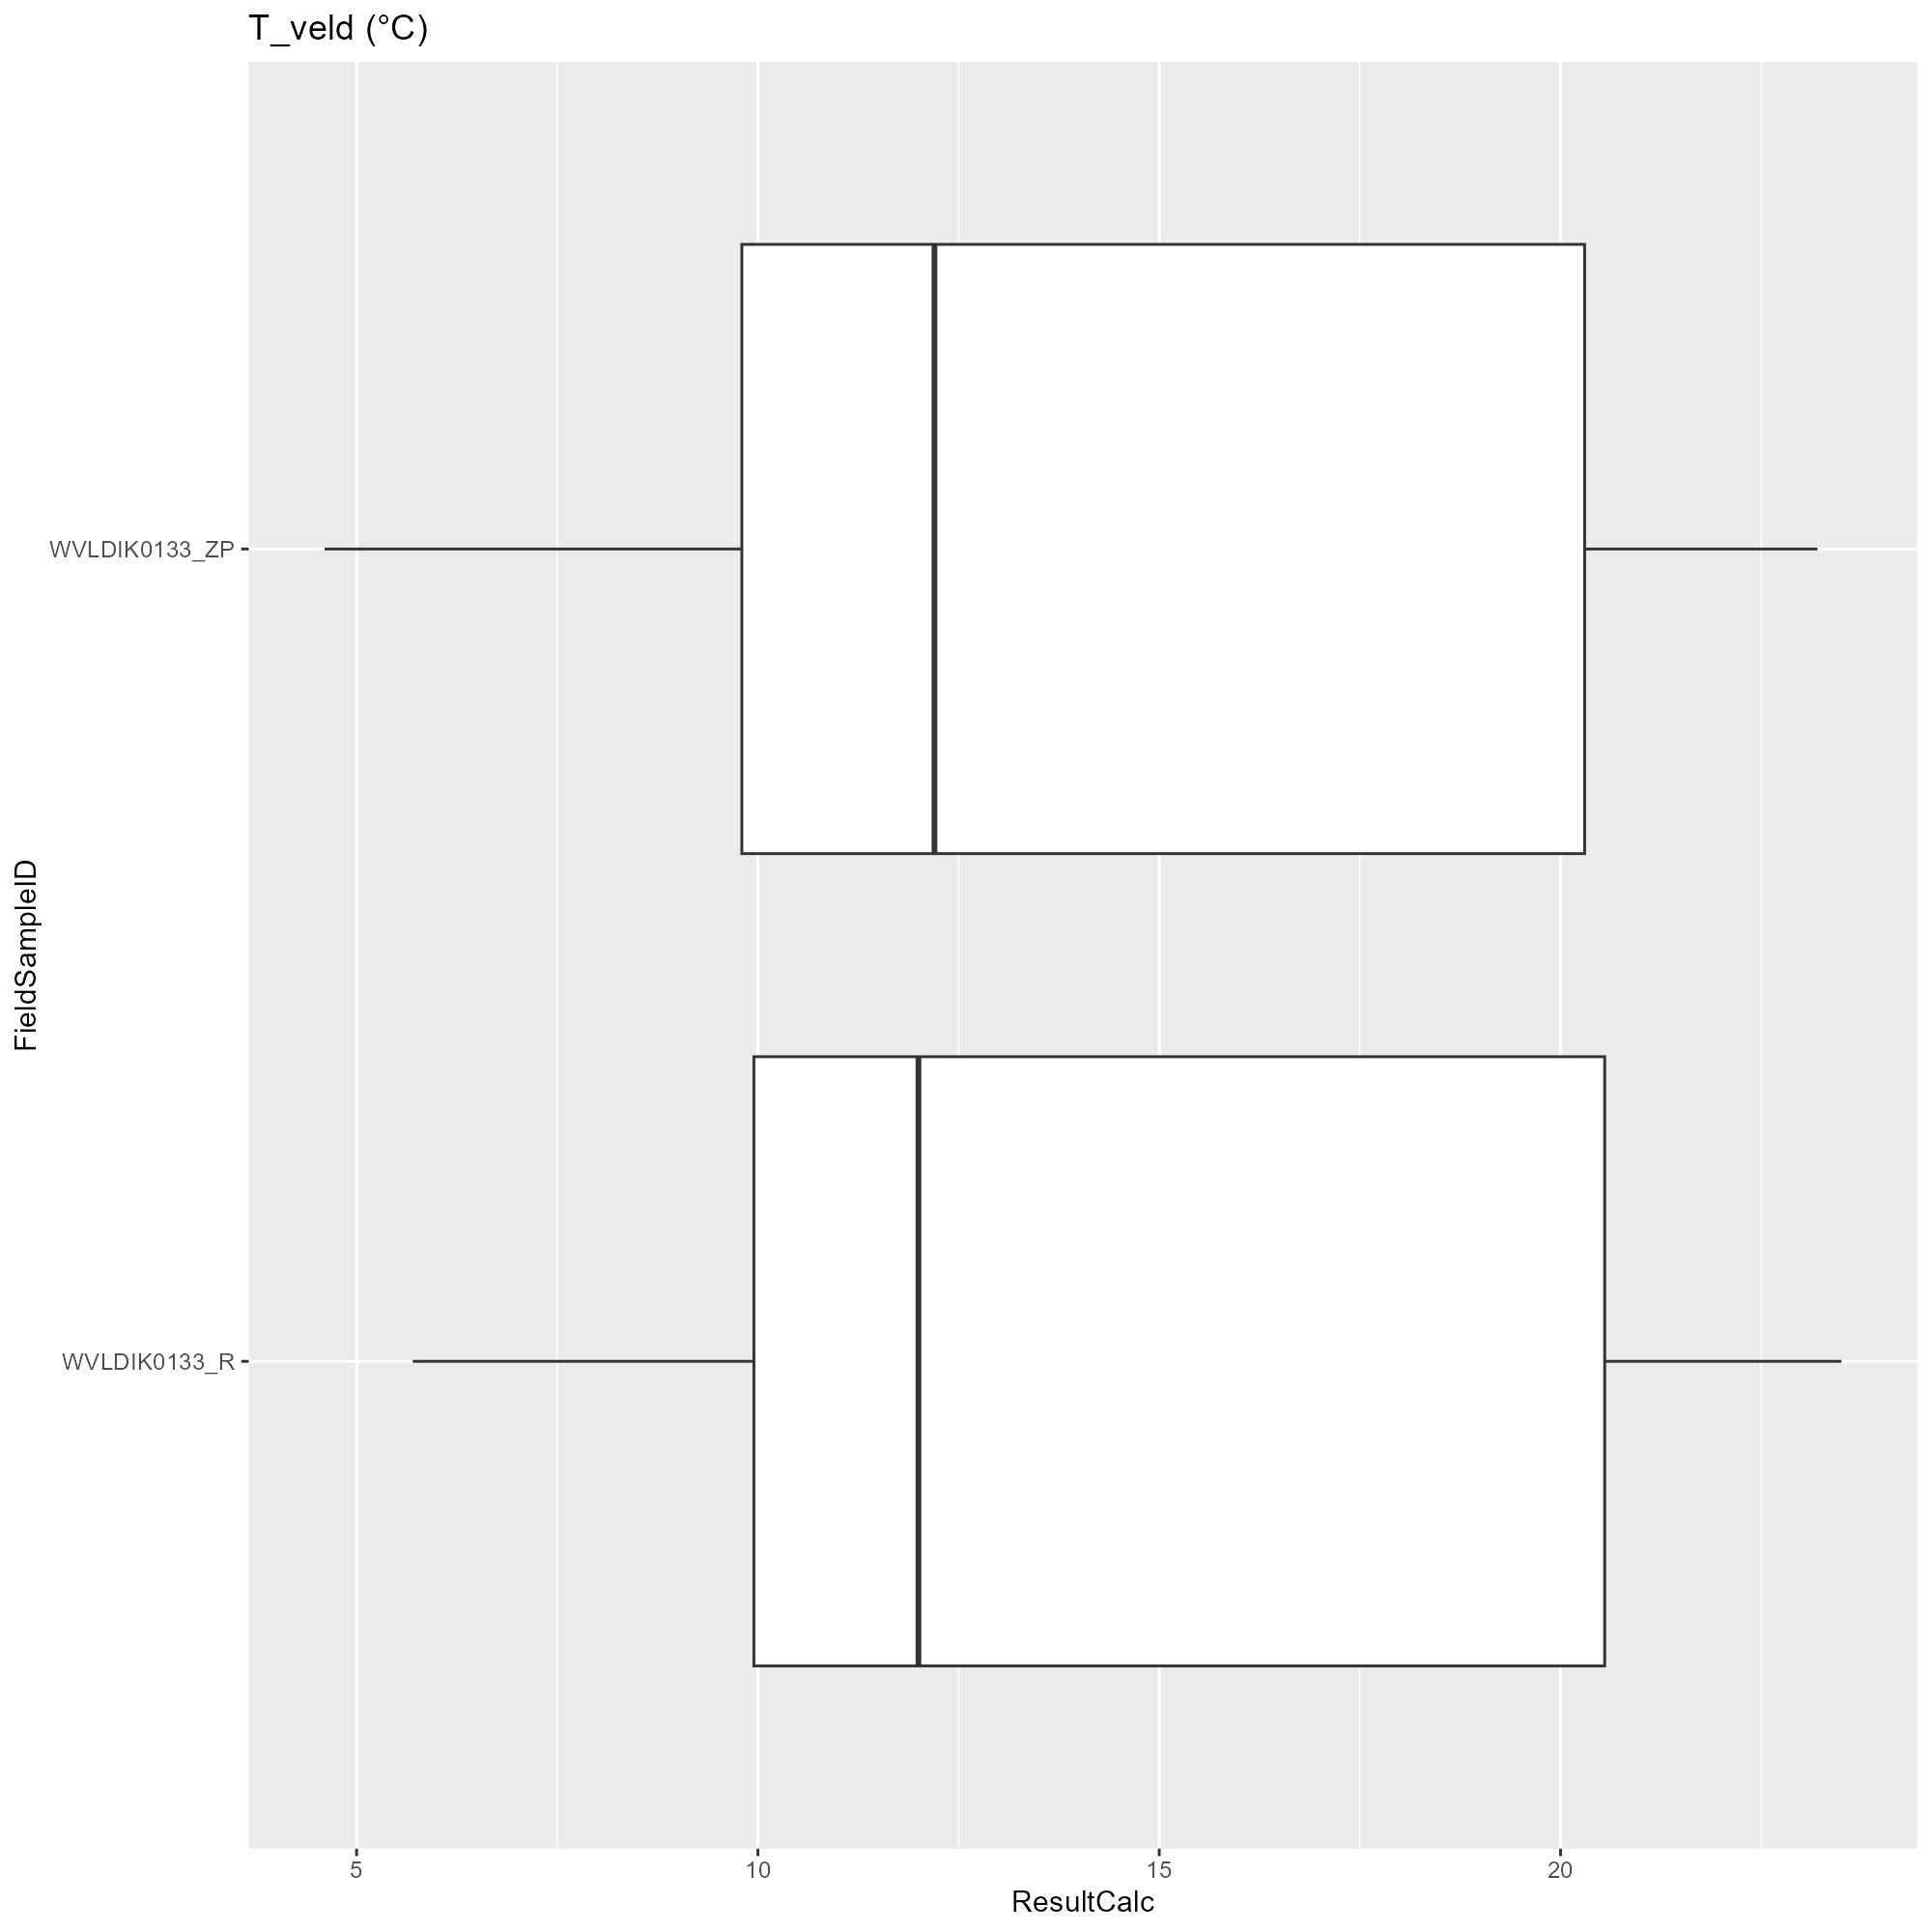 T_veld (°C)
WVLDIK0133_ZP
FieldSampleID
WVLDIK0133_R
5 10 15 20
ResultCalc